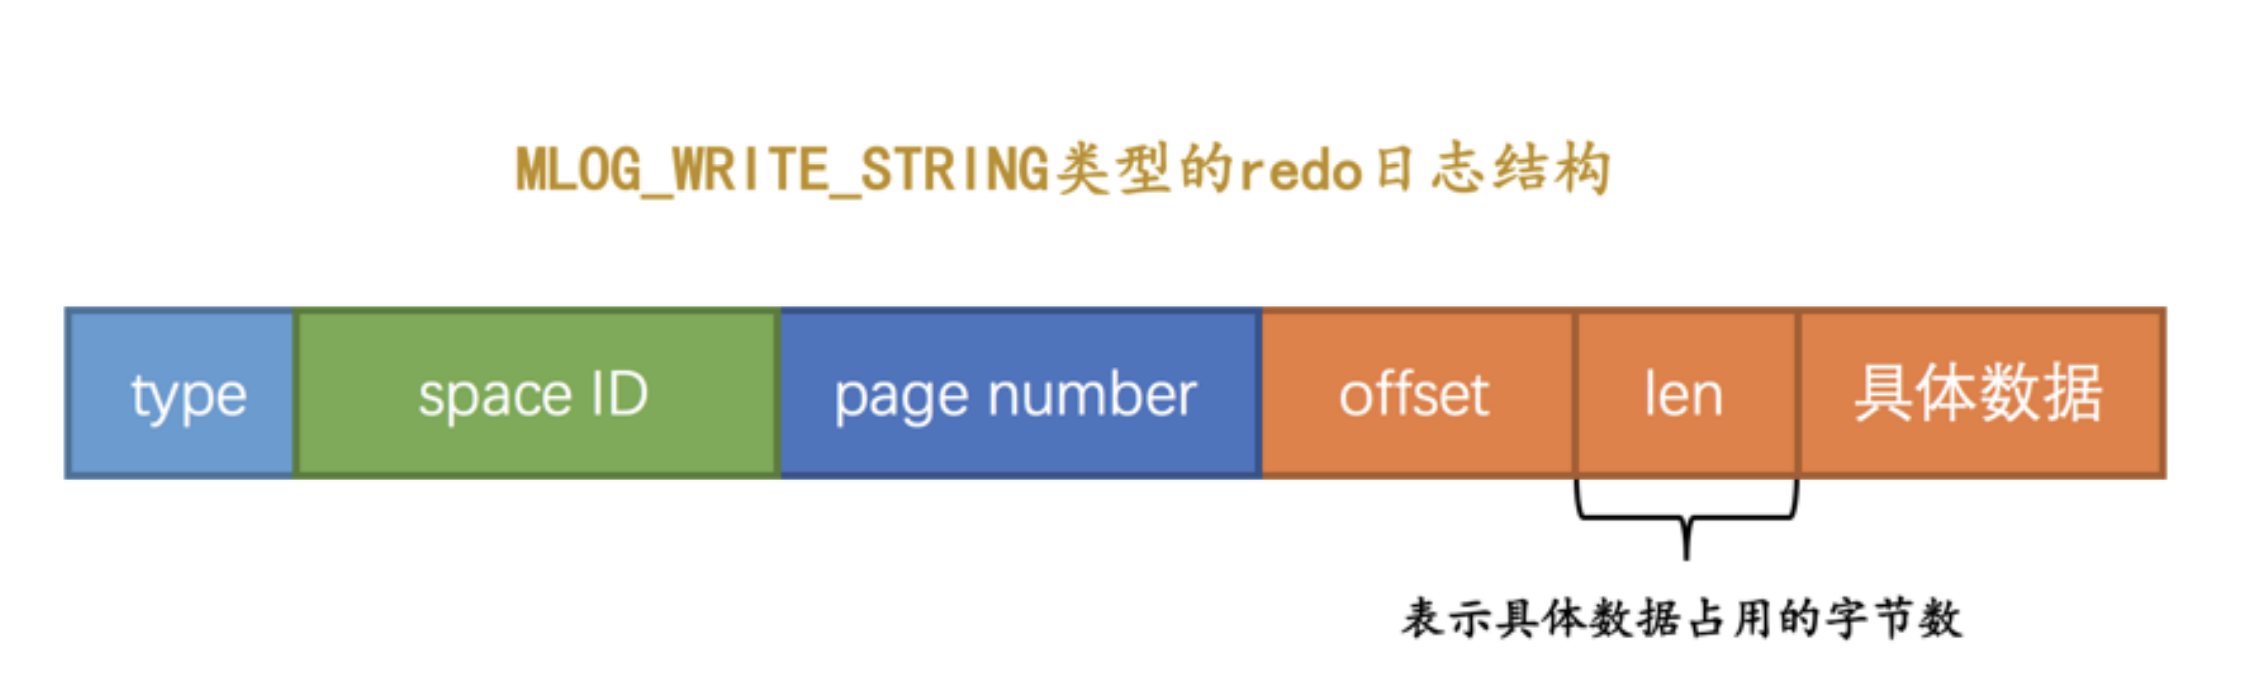 MLOG_WRITE_STRING类型的redo日志结构
type space ID page number offset len 具体数据
表示具体数据占用的字节数